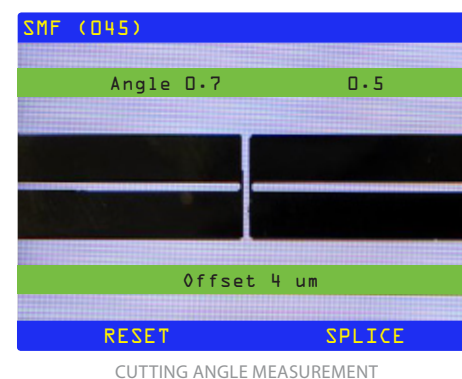 SMF (045)
Angle 0.7 0.5
Offset 4 um
RESET SPLICE
CUTTING ANGLE MEASUREMENT